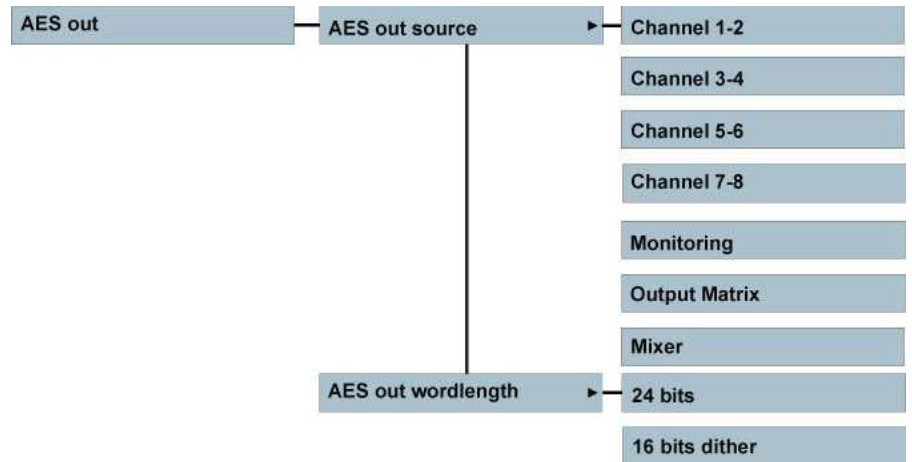 AES out
AES out source
Channel 1-2
Channel 3-4
Channel 5-6
Channel 7-8
Monitoring
Output Matrix
Mixer
AES out wordlength
24 bits
16 bits dither